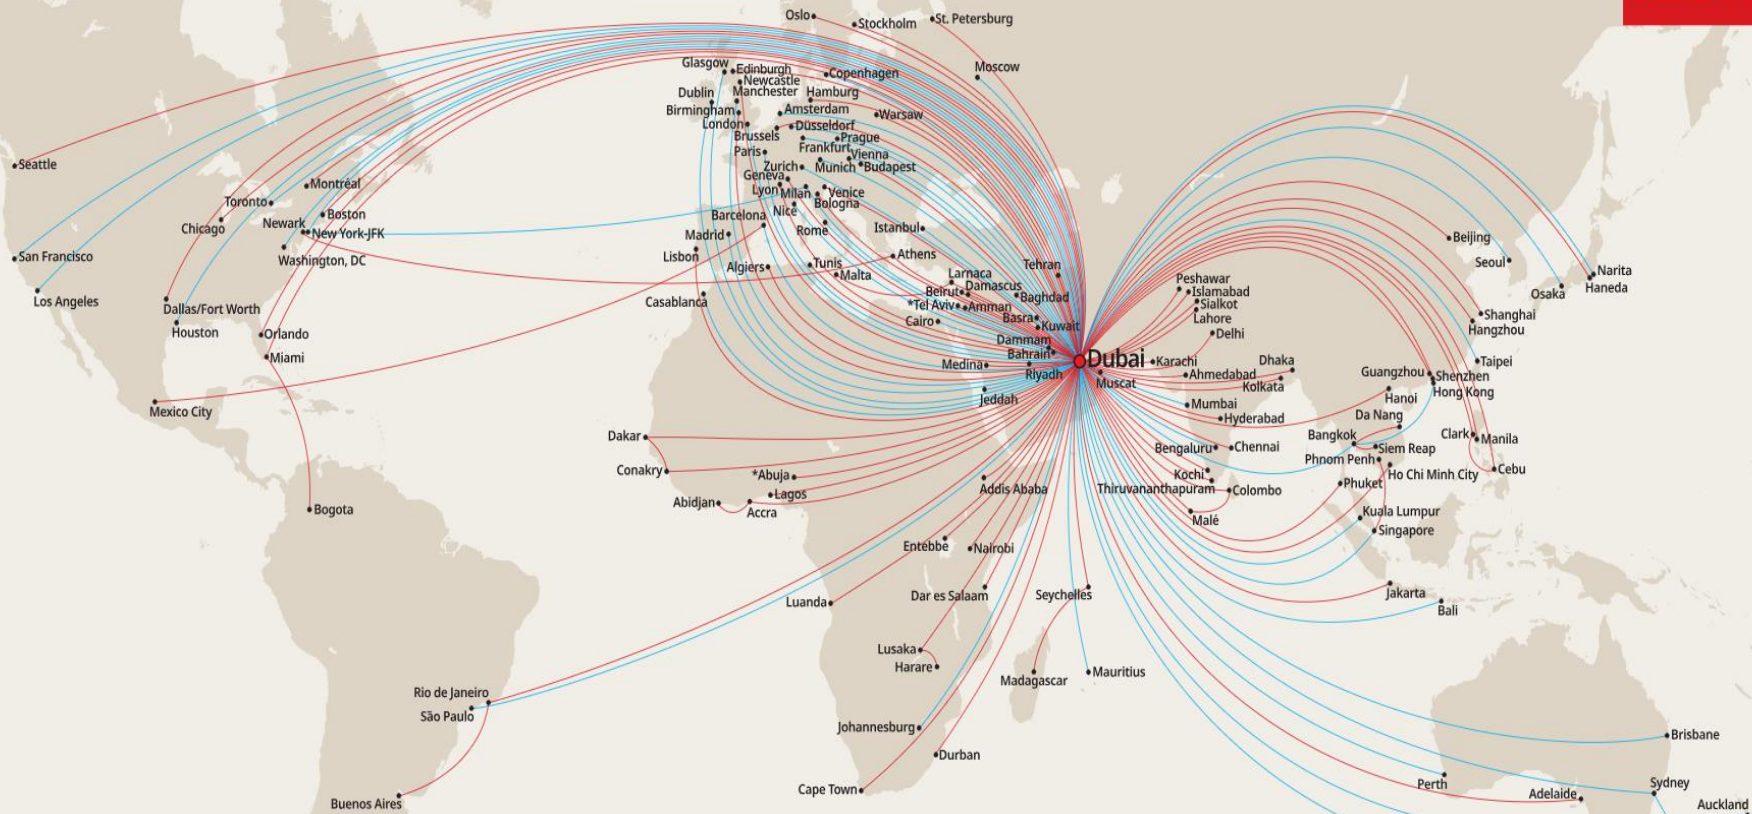 Oslo
Stockholm
St. Petersburg
Glasgow
Edinburgh
Newcastle
Copenhagen
Moscow
Dublin
Manchester
Hamburg
Birmingham
Amsterdam
Warsaw
London
Düsseldorf
Brussels
Prague
Paris
Frankfurt
Vienna
Zurich
Munich
Budapest
Geneva
Lyon
Milan
Venice
Bologna
Nice
Barcelona
Rome
Istanbul
Madrid
Lisbon
Athens
Algiers
Tunis
Malta
Casablanca
Seattle
Montréal
Toronto
Boston
Chicago
Newark
New York-JFK
San Francisco
Washington, DC
Los Angeles
Dallas/Fort Worth
Houston
Orlando
Miami
Mexico City
Bogota
Rio de Janeiro
São Paulo
Buenos Aires
Tehran
Larnaca
Damascus
Beirut
Baghdad
*Tel Aviv
Amman
Cairo
Basra
Kuwait
Dammam
Bahrain
Dubai
Medina
Riyadh
Muscat
Jeddah
Dakar
Conakry
*Abuja
Lagos
Abidjan
Accra
Addis Ababa
Entebbe
Nairobi
Luanda
Dar es Salaam
Seychelles
Lusaka
Harare
Madagascar
Mauritius
Johannesburg
Durban
Cape Town
Peshawar
Islamabad
Sialkot
Lahore
Delhi
Karachi
Dhaka
Ahmedabad
Kolkata
Mumbai
Hyderabad
Bengaluru
Chennai
Kochi
Thiruvananthapuram
Colombo
Malé
Beijing
Seoul
Narita
Haneda
Osaka
Shanghai
Hangzhou
Taipei
Guangzhou
Shenzhen
Hong Kong
Hanoi
Da Nang
Bangkok
Clark
Manila
Siem Reap
Phnom Penh
Ho Chi Minh City
Cebu
Phuket
Kuala Lumpur
Singapore
Jakarta
Bali
Brisbane
Perth
Adelaide
Sydney
Auckland